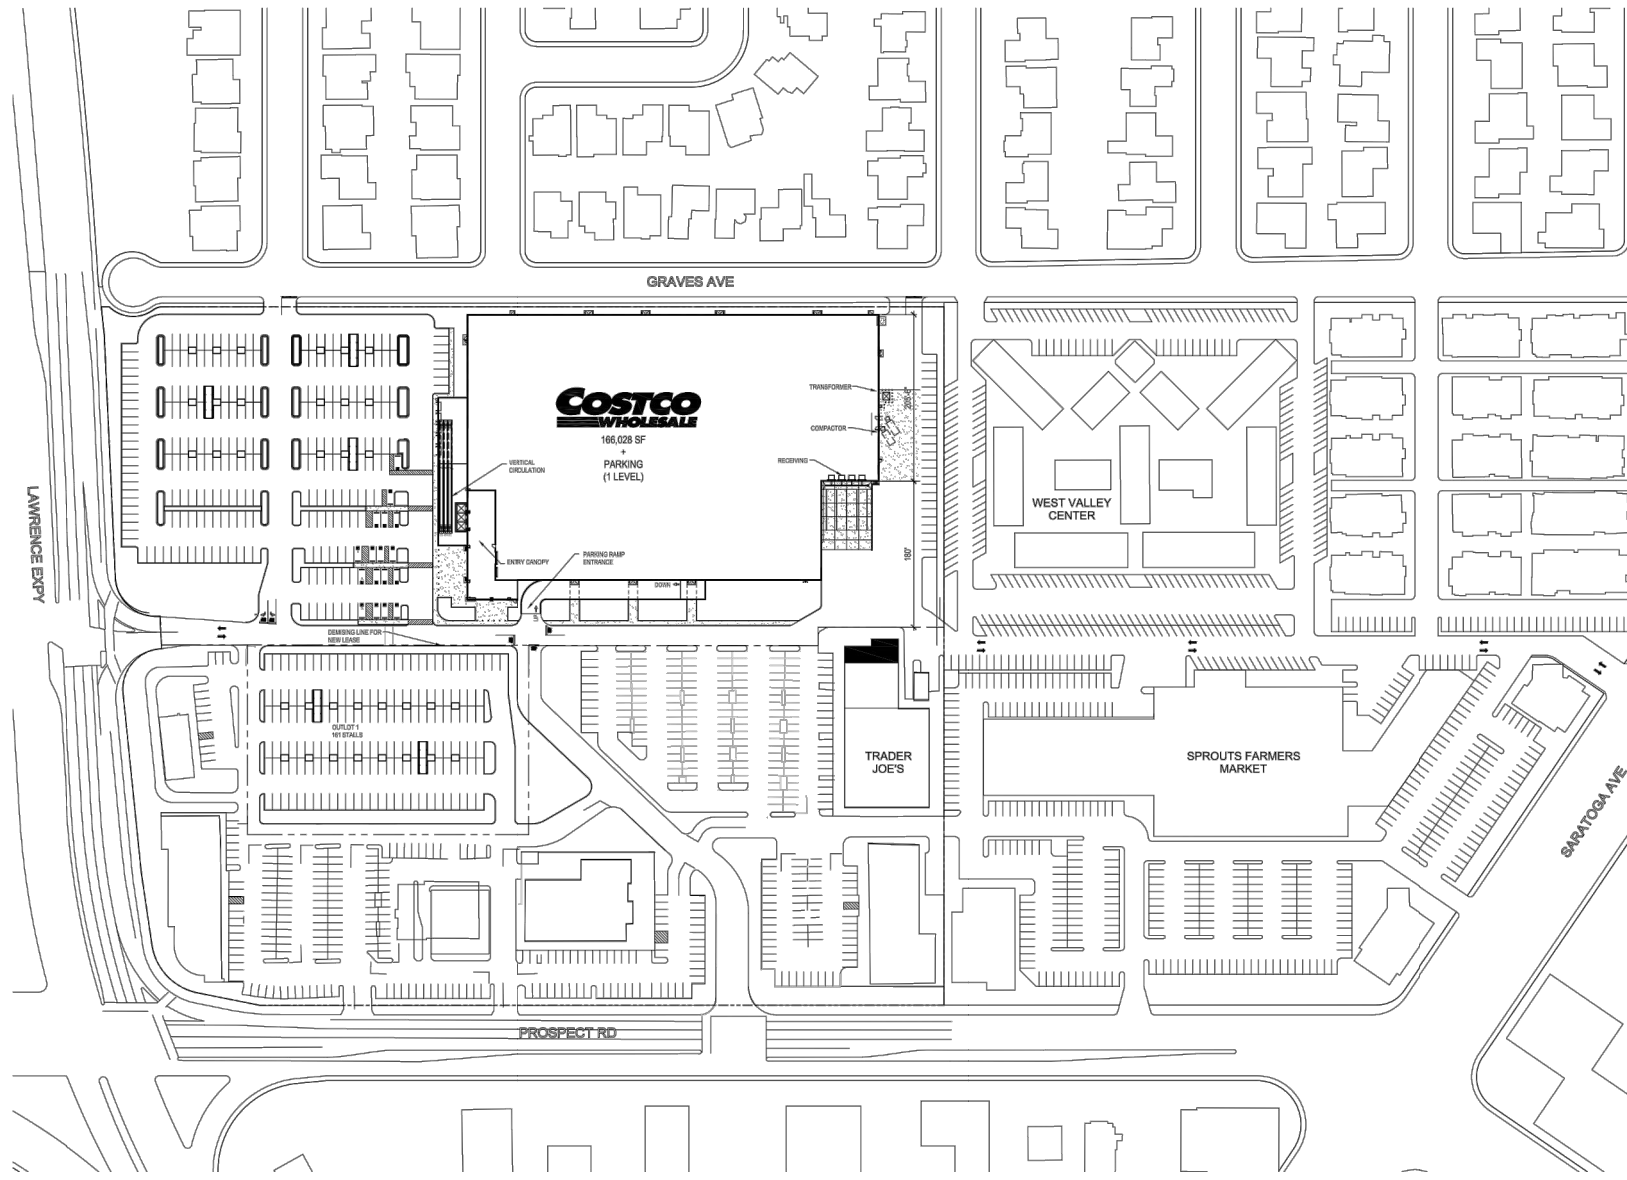 GRAVES AVE
COSTCO
WHOLESALE
166,028 SF
+
PARKING
(1 LEVEL)
TRANSFORMER
COMPACTOR
RECEIVING
VERTICAL
CIRCULATION
ENTRY CANOPY
PARKING RAMP
ENTRANCE
DOWN
UP
180'
DEMISING LINE FOR
NEW LEASE
OUTLOT 1
161 STALLS
WEST VALLEY
CENTER
TRADER
JOE'S
SPROUTS FARMERS
MARKET
LAWRENCE EXPY
SARATOGA AVE
PROSPECT RD